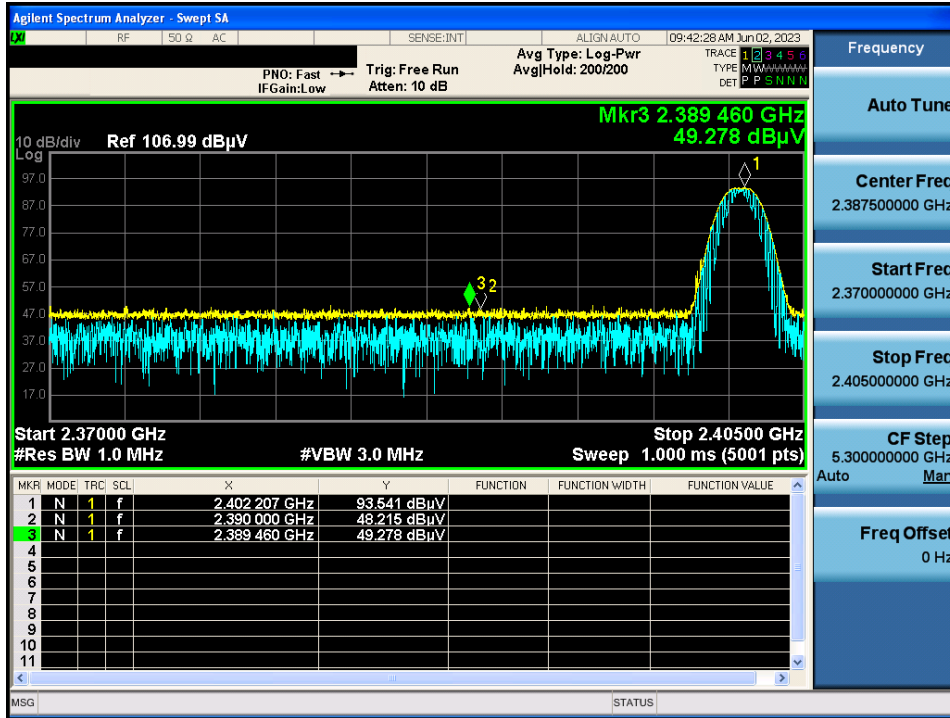 Agilent Spectrum Analyzer - Swept SA
LXI RF 50 Ω AC SENSE:INT ALIGN AUTO 09:42:28 AM Jun 02, 2023
PNO: Fast
IFGain:Low
Trig: Free Run
Atten: 10 dB
Avg Type: Log-Pwr
Avg|Hold: 200/200
TRACE 1 2 3 4 5 6
TYPE MWWWWW
DET P P S N N N
Mkr3 2.389 460 GHz
49.278 dBµV
10 dB/div Ref 106.99 dBµV
Log
97.0
87.0
77.0
67.0
57.0
47.0
37.0
27.0
17.0
1
3 2
Start 2.37000 GHz Stop 2.40500 GHz
#Res BW 1.0 MHz #VBW 3.0 MHz Sweep 1.000 ms (5001 pts)
MKR MODE TRC SCL X Y FUNCTION FUNCTION WIDTH FUNCTION VALUE
1 N 1 f 2.402 207 GHz 93.541 dBµV
2 N 1 f 2.390 000 GHz 48.215 dBµV
3 N 1 f 2.389 460 GHz 49.278 dBµV
4
5
6
7
8
9
10
11
MSG STATUS
Frequency
Auto Tune
Center Freq
2.387500000 GHz
Start Freq
2.370000000 GHz
Stop Freq
2.405000000 GHz
CF Step
5.300000000 GHz
Auto Man
Freq Offset
0 Hz